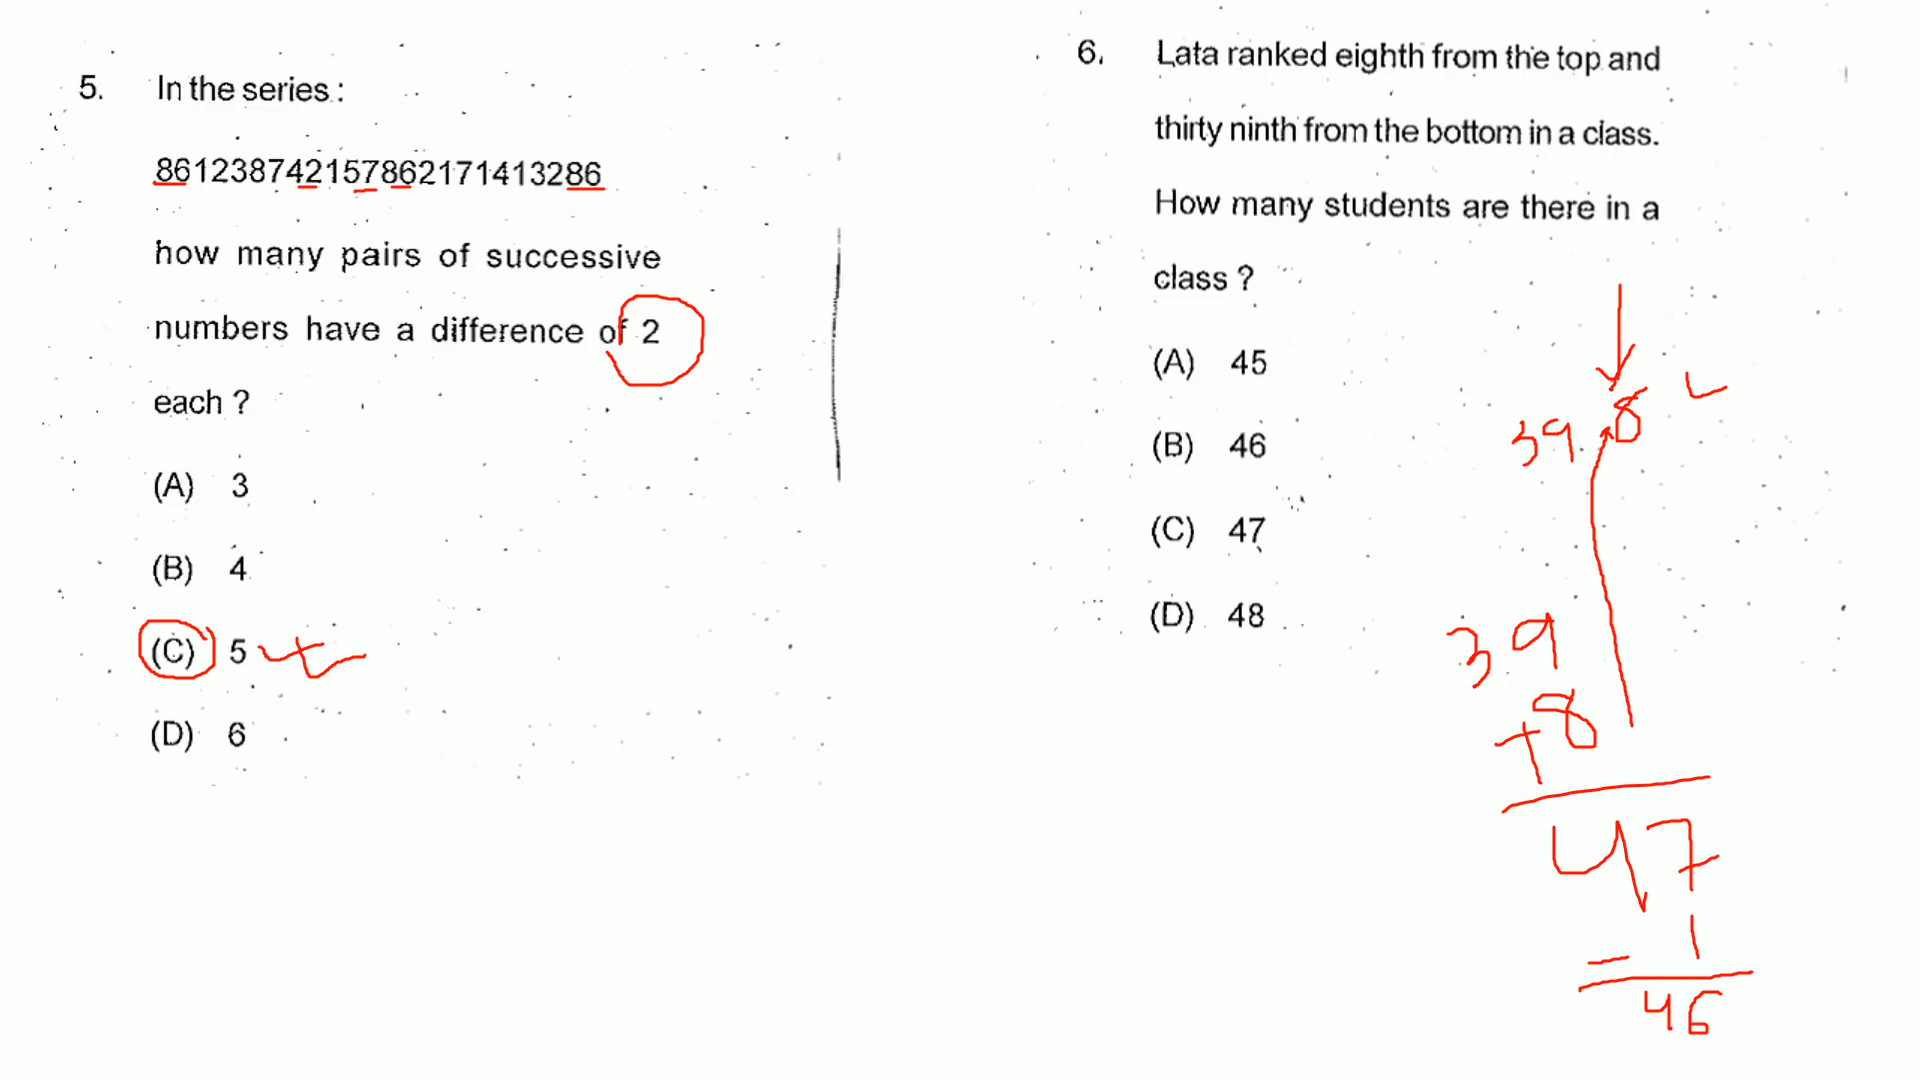 5. In the series :
861238742157862171413286
how many pairs of successive
numbers have a difference of 2
each ?
(A) 3
(B) 4
(C) 5
(D) 6
6. Lata ranked eighth from the top and
thirty ninth from the bottom in a class.
How many students are there in a
class ?
(A) 45
(B) 46
(C) 47
(D) 48
39 8
39
+8
47
- 1
46